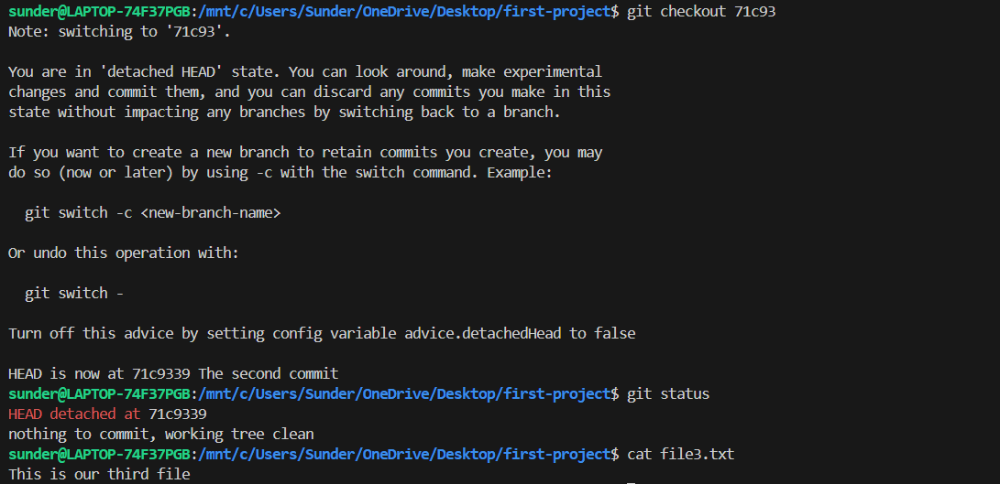 sunder@LAPTOP-74F37PGB:/mnt/c/Users/Sunder/OneDrive/Desktop/first-project$ git checkout 71c93
Note: switching to '71c93'.
You are in 'detached HEAD' state. You can look around, make experimental
changes and commit them, and you can discard any commits you make in this
state without impacting any branches by switching back to a branch.
If you want to create a new branch to retain commits you create, you may
do so (now or later) by using -c with the switch command. Example:
git switch -c <new-branch-name>
Or undo this operation with:
git switch -
Turn off this advice by setting config variable advice.detachedHead to false
HEAD is now at 71c9339 The second commit
sunder@LAPTOP-74F37PGB:/mnt/c/Users/Sunder/OneDrive/Desktop/first-project$ git status
HEAD detached at 71c9339
nothing to commit, working tree clean
sunder@LAPTOP-74F37PGB:/mnt/c/Users/Sunder/OneDrive/Desktop/first-project$ cat file3.txt
This is our third file